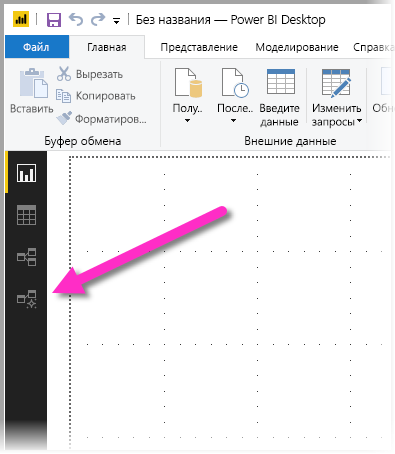 Без названия — Power BI Desktop
Файл Главная Представление Моделирование Справка
Вставить
Вырезать
Копировать
Форматиров...
Полу..
После..
Введите
данные
Изменить
запросы
Буфер обмена
Внешние данные